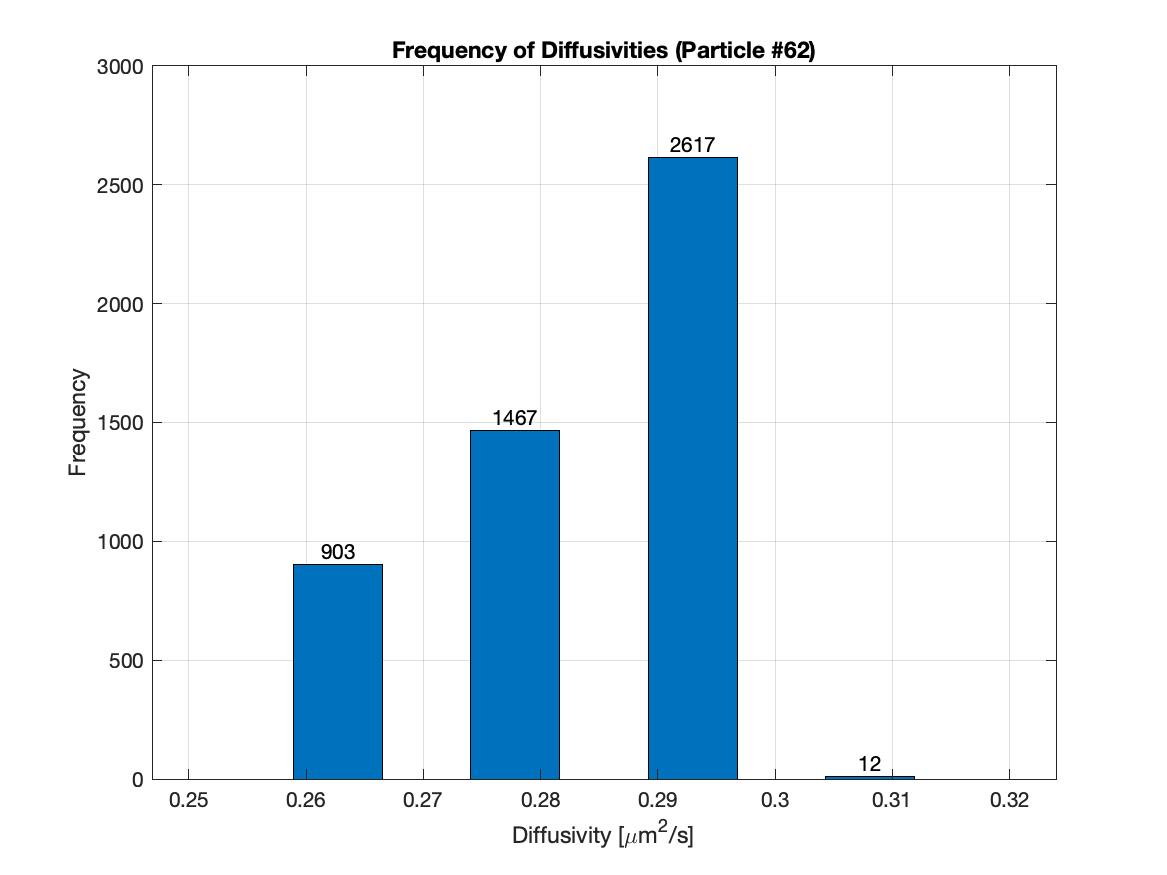 Frequency of Diffusivities (Particle #62)
3000
2500
2000
1500
1000
500
0
Frequency
903
1467
2617
12
0.25 0.26 0.27 0.28 0.29 0.3 0.31 0.32
Diffusivity [μm²/s]